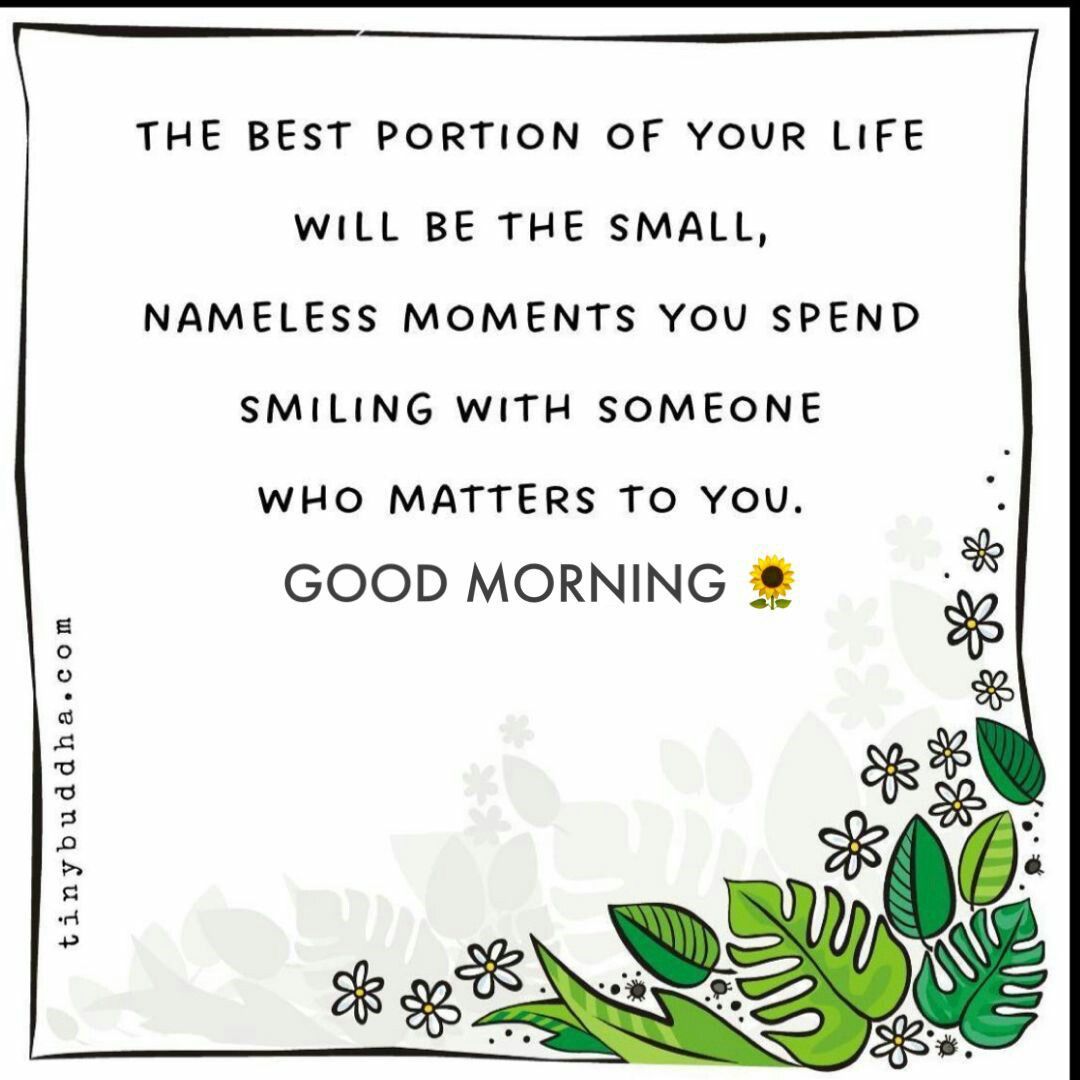 THE BEST PORTION OF YOUR LIFE
WILL BE THE SMALL,
NAMELESS MOMENTS YOU SPEND
SMILING WITH SOMEONE
WHO MATTERS TO YOU.
GOOD MORNING 🌻
tinybuddha.com